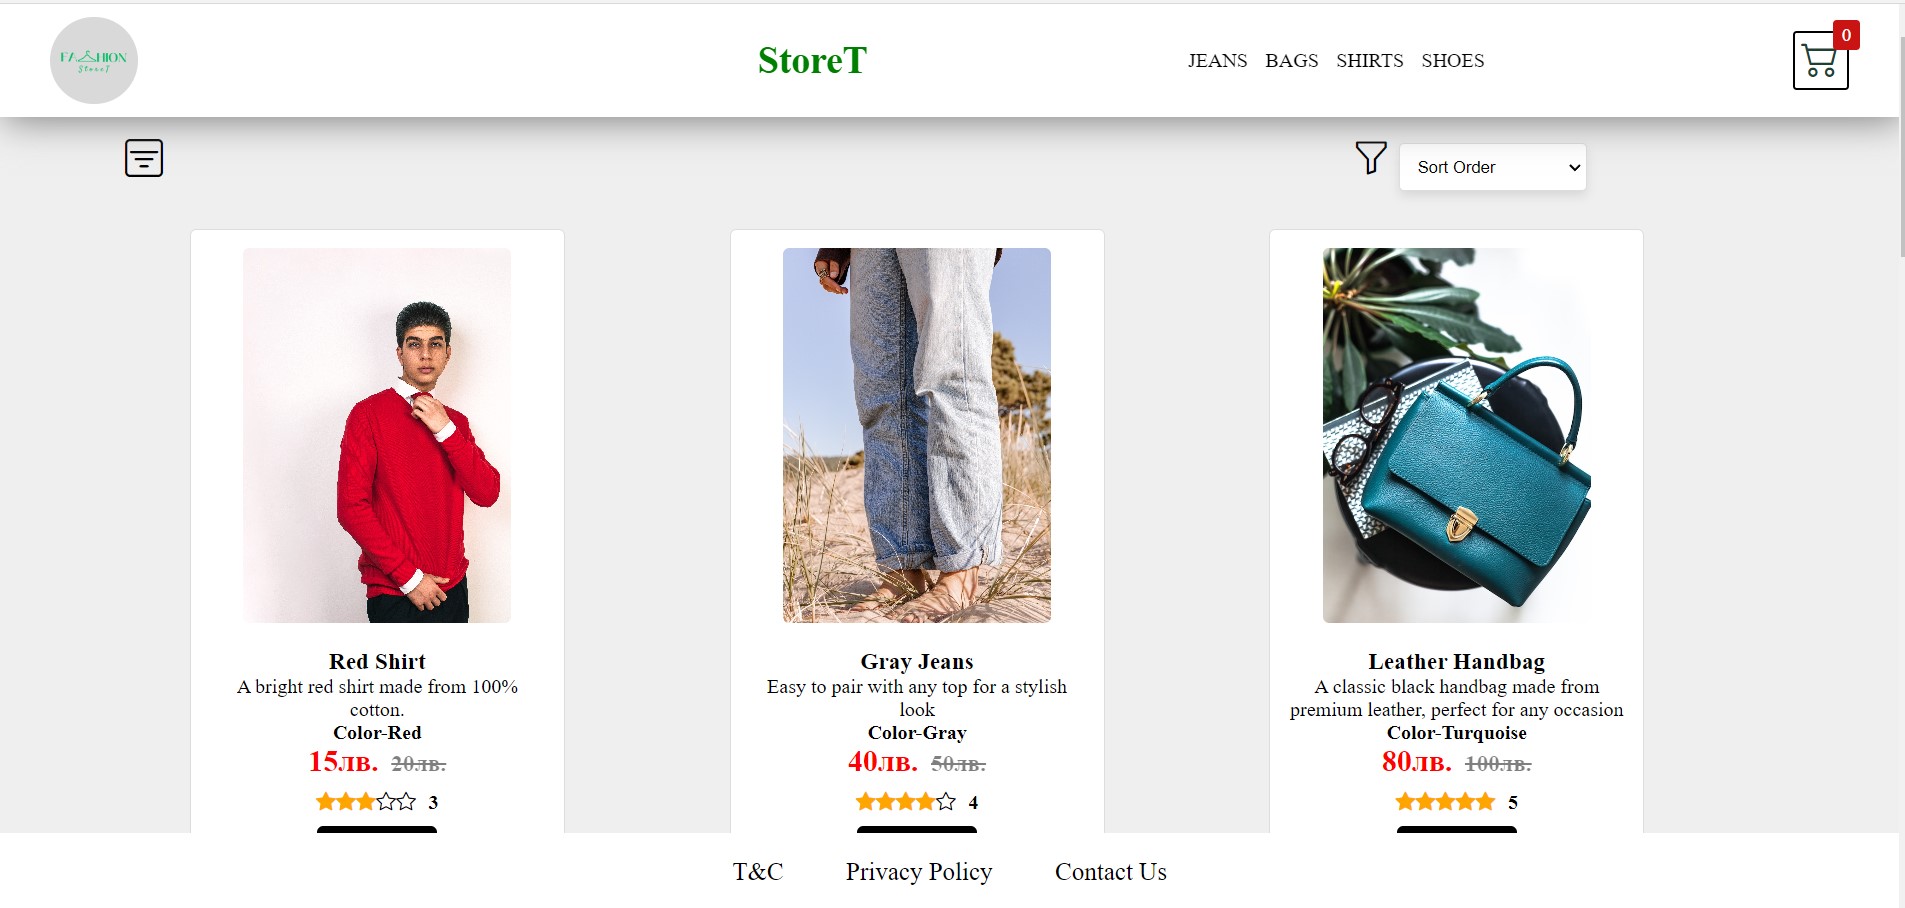 FASHION
StoreT
StoreT
JEANS BAGS SHIRTS SHOES
0
Sort Order
Red Shirt
A bright red shirt made from 100%
cotton.
Color-Red
15лв. 20лв.
3
Gray Jeans
Easy to pair with any top for a stylish
look
Color-Gray
40лв. 50лв.
4
Leather Handbag
A classic black handbag made from
premium leather, perfect for any occasion
Color-Turquoise
80лв. 100лв.
5
T&C Privacy Policy Contact Us